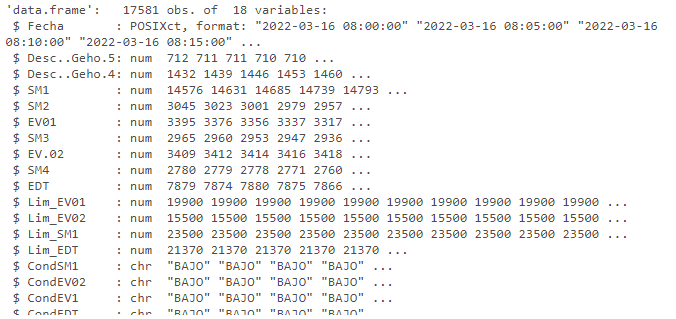 'data.frame':   17581 obs. of  18 variables:
 $ Fecha       : POSIXct, format: "2022-03-16 08:00:00" "2022-03-16 08:05:00" "2022-03-16
08:10:00" "2022-03-16 08:15:00" ...
 $ Desc..Geho.5: num  712 711 711 710 710 ...
 $ Desc..Geho.4: num  1432 1439 1446 1453 1460 ...
 $ SM1         : num  14576 14631 14685 14739 14793 ...
 $ SM2         : num  3045 3023 3001 2979 2957 ...
 $ EV01        : num  3395 3376 3356 3337 3317 ...
 $ SM3         : num  2965 2960 2953 2947 2936 ...
 $ EV.02       : num  3409 3412 3414 3416 3418 ...
 $ SM4         : num  2780 2779 2778 2771 2760 ...
 $ EDT         : num  7879 7874 7880 7875 7866 ...
 $ Lim_EV01    : num  19900 19900 19900 19900 19900 19900 19900 19900 19900 19900 ...
 $ Lim_EV02    : num  15500 15500 15500 15500 15500 15500 15500 15500 15500 15500 ...
 $ Lim_SM1     : num  23500 23500 23500 23500 23500 23500 23500 23500 23500 23500 ...
 $ Lim_EDT     : num  21370 21370 21370 21370 21370 ...
 $ CondSM1     : chr  "BAJO" "BAJO" "BAJO" "BAJO" ...
 $ CondEV02    : chr  "BAJO" "BAJO" "BAJO" "BAJO" ...
 $ CondEV1     : chr  "BAJO" "BAJO" "BAJO" "BAJO" ...
 $ CondEDT     : chr  "BAJO" "BAJO" "BAJO" "BAJO"